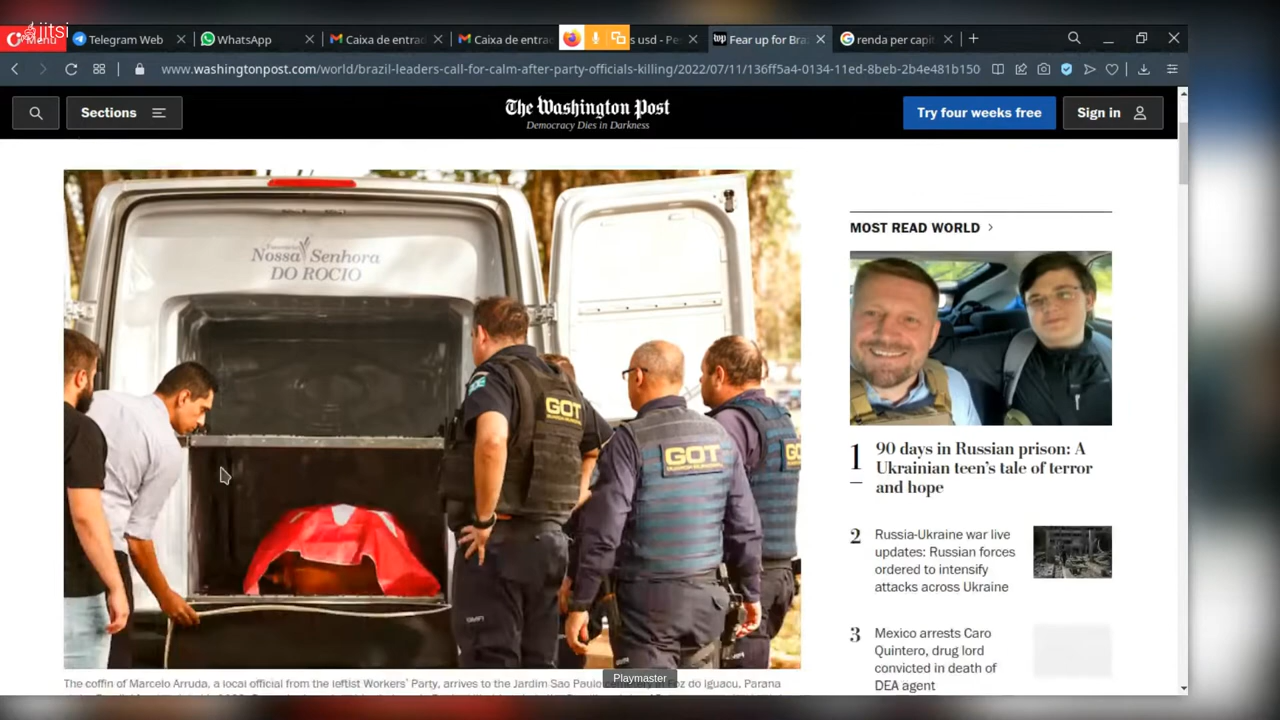 jitsi
Menu
Telegram Web
WhatsApp
Caixa de entrad
Caixa de entrad
s usd - Pe
Fear up for Bra
renda per capi
www.washingtonpost.com/world/brazil-leaders-call-for-calm-after-party-officials-killing/2022/07/11/136ff5a4-0134-11ed-8beb-2b4e481b150
Sections
The Washington Post
Democracy Dies in Darkness
Try four weeks free
Sign in
Nossa Senhora
DO ROCIO
GOT
GOT
MOST READ WORLD
1
90 days in Russian prison: A
Ukrainian teen's tale of terror
and hope
2
Russia-Ukraine war live
updates: Russian forces
ordered to intensify
attacks across Ukraine
3
Mexico arrests Caro
Quintero, drug lord
convicted in death of
DEA agent
The coffin of Marcelo Arruda, a local official from the leftist Workers' Party, arrives to the Jardim Sao Paulo
do Iguacu, Parana
Playmaster